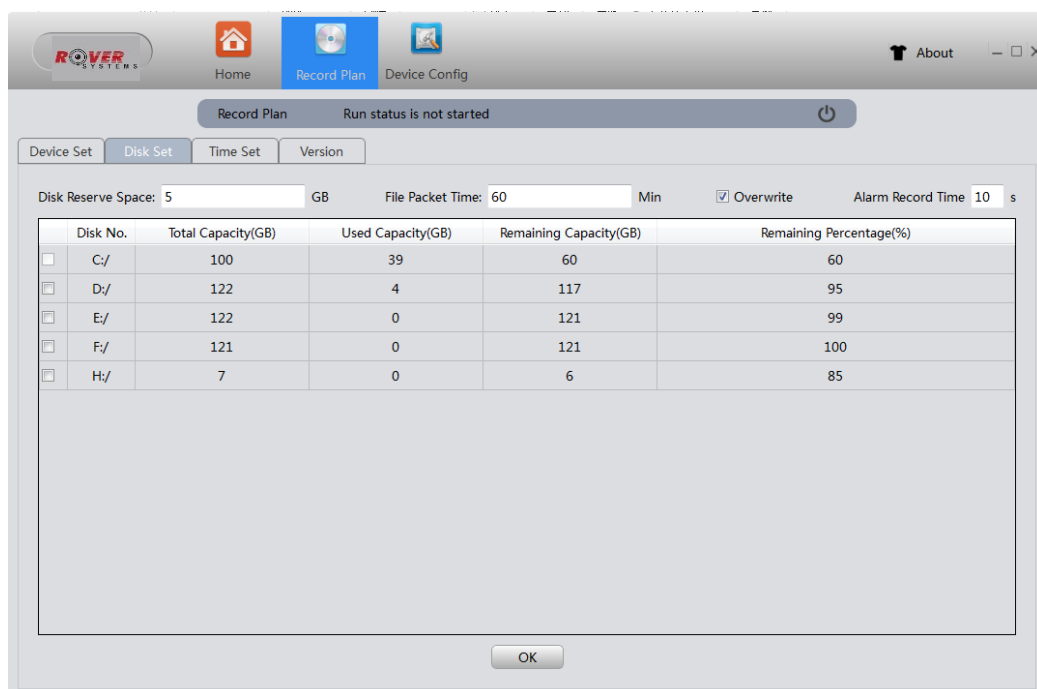 ROVER SYSTEMS
Home
Record Plan
Device Config
About
Record Plan Run status is not started
Device Set Disk Set Time Set Version
Disk Reserve Space: 5 GB File Packet Time: 60 Min Overwrite Alarm Record Time 10 s
Disk No. Total Capacity(GB) Used Capacity(GB) Remaining Capacity(GB) Remaining Percentage(%)
C:/ 100 39 60 60
D:/ 122 4 117 95
E:/ 122 0 121 99
F:/ 121 0 121 100
H:/ 7 0 6 85
OK